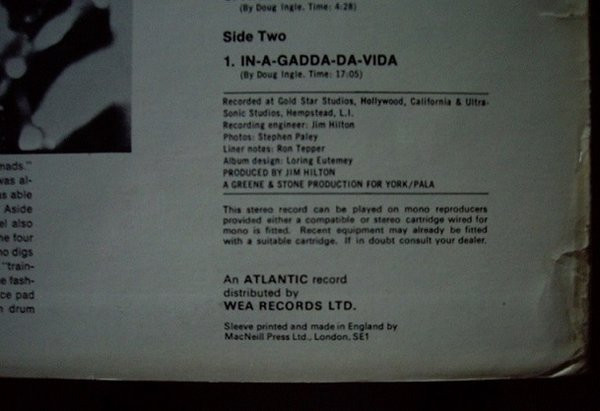 (By Doug Ingle. Time: 4:28)
Side Two
1. IN-A-GADDA-DA-VIDA
(By Doug Ingle. Time: 17:05)
Recorded at Gold Star Studios, Hollywood, California & Ultra-
Sonic Studios, Hempstead, L.I.
Recording engineer: Jim Hilton
Photos: Stephen Paley
Liner notes: Ron Tepper
Album design: Loring Eutemey
PRODUCED BY JIM HILTON
A GREENE & STONE PRODUCTION FOR YORK/PALA
This stereo record can be played on mono reproducers
provided either a compatible or stereo cartridge wired for
mono is fitted. Recent equipment may already be fitted
with a suitable cartridge. If in doubt consult your dealer.
An ATLANTIC record
distributed by
WEA RECORDS LTD.
Sleeve printed and made in England by
MacNeill Press Ltd., London, SE1
mads."
was al-
able
Aside
also
four
digs
"train-
fash-
pad
drum